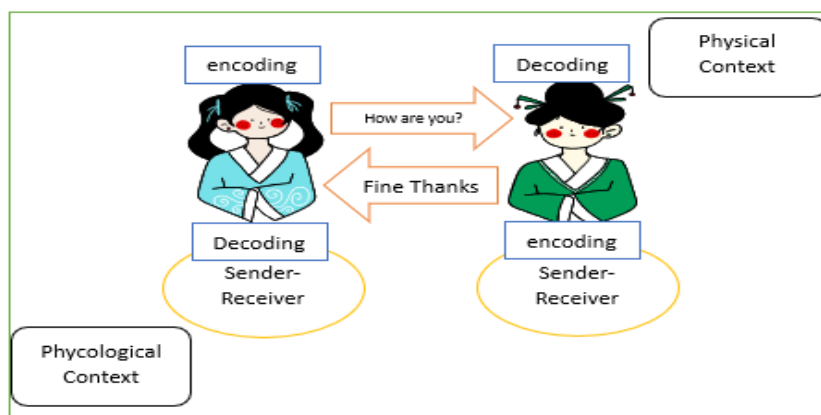 Physical
Context
encoding
Decoding
How are you?
Fine Thanks
Decoding
encoding
Sender-
Receiver
Sender-
Receiver
Phycological
Context